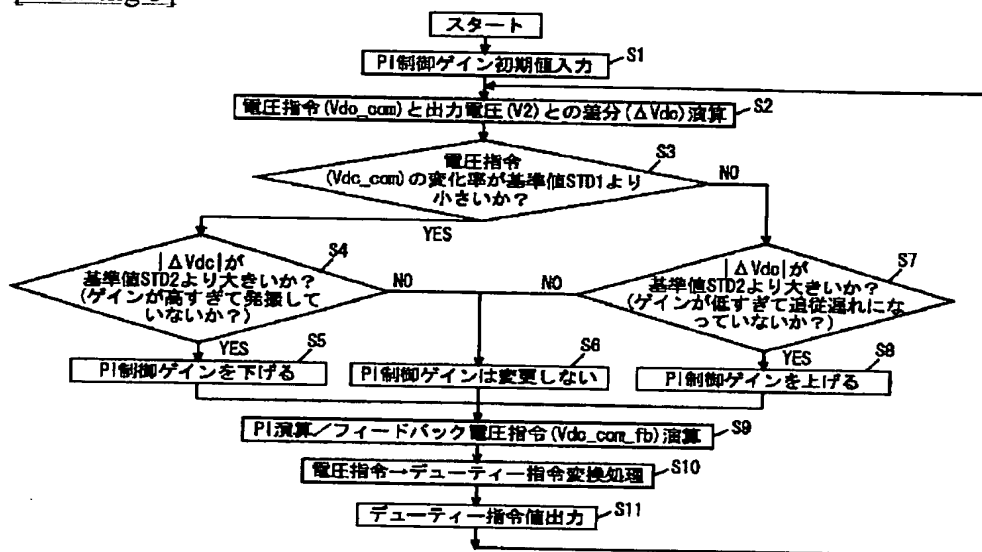 スタート
PI制御ゲイン初期値入力
S1
電圧指令(Vdc_com)と出力電圧(V2)との差分(ΔVdc)演算
S2
電圧指令
(Vdc_com)の変化率が基準値STD1より
小さいか?
S3
NO
YES
|ΔVdc|が
基準値STD2より大きいか?
(ゲインが高すぎて発振して
いないか?)
S4
NO
NO
|ΔVdc|が
基準値STD2より大きいか?
(ゲインが低すぎて追従遅れにな
っていないか?)
S7
YES
S5
PI制御ゲインを下げる
S6
PI制御ゲインは変更しない
YES
S8
PI制御ゲインを上げる
PI演算/フィードバック電圧指令(Vdc_com_fb)演算
S9
電圧指令→デューティー指令変換処理
S10
デューティー指令値出力
S11